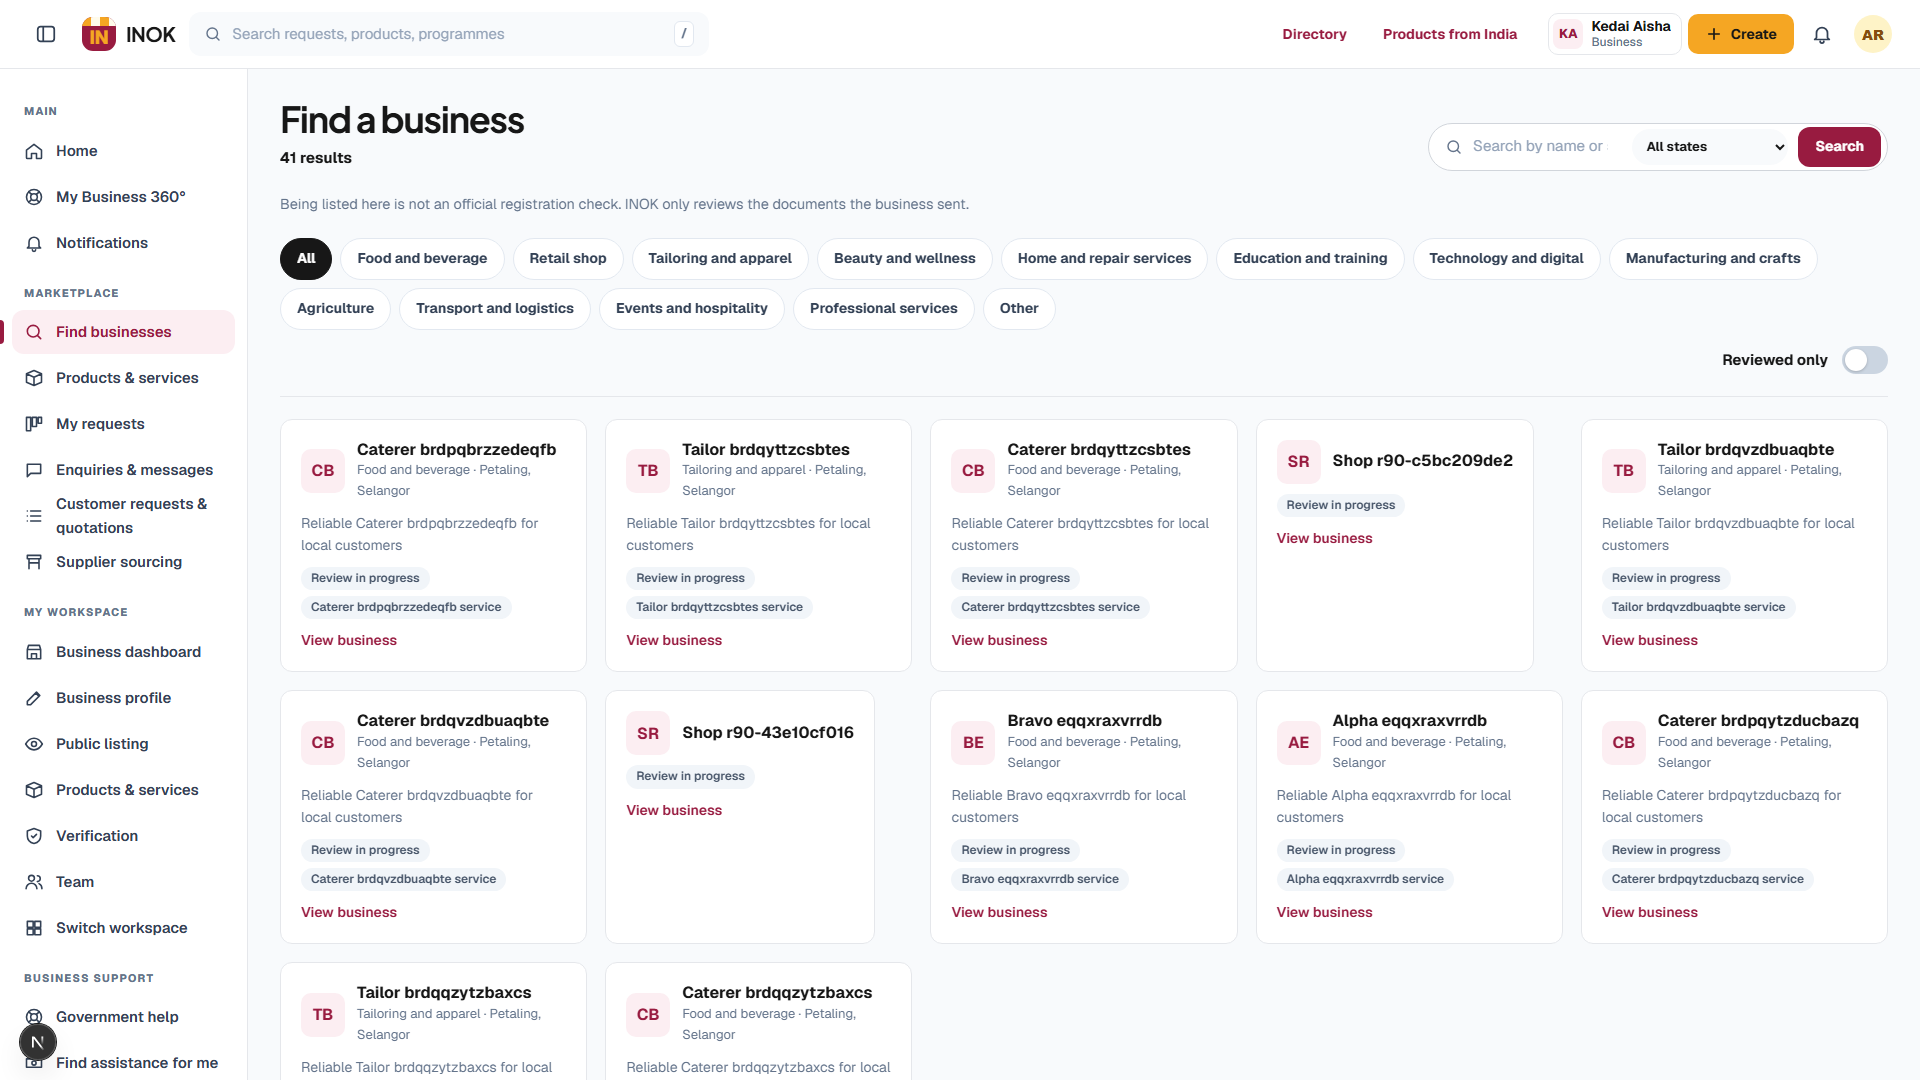 IN INOK
Search requests, products, programmes /
Directory
Products from India
KA Kedai Aisha
Business
+ Create
AR
MAIN
Home
My Business 360°
Notifications
MARKETPLACE
Find businesses
Products & services
My requests
Enquiries & messages
Customer requests &
quotations
Supplier sourcing
MY WORKSPACE
Business dashboard
Business profile
Public listing
Products & services
Verification
Team
Switch workspace
BUSINESS SUPPORT
Government help
N
Find assistance for me
Find a business
41 results
Search by name or
All states
Search
Being listed here is not an official registration check. INOK only reviews the documents the business sent.
All
Food and beverage
Retail shop
Tailoring and apparel
Beauty and wellness
Home and repair services
Education and training
Technology and digital
Manufacturing and crafts
Agriculture
Transport and logistics
Events and hospitality
Professional services
Other
Reviewed only
CB
Caterer brdpqbrzzedeqfb
Food and beverage · Petaling,
Selangor
Reliable Caterer brdpqbrzzedeqfb for
local customers
Review in progress
Caterer brdpqbrzzedeqfb service
View business
TB
Tailor brdqyttzcsbtes
Tailoring and apparel · Petaling,
Selangor
Reliable Tailor brdqyttzcsbtes for local
customers
Review in progress
Tailor brdqyttzcsbtes service
View business
CB
Caterer brdqyttzcsbtes
Food and beverage · Petaling,
Selangor
Reliable Caterer brdqyttzcsbtes for local
customers
Review in progress
Caterer brdqyttzcsbtes service
View business
SR
Shop r90-c5bc209de2
Review in progress
View business
TB
Tailor brdqvzdbuaqbte
Tailoring and apparel · Petaling,
Selangor
Reliable Tailor brdqvzdbuaqbte for local
customers
Review in progress
Tailor brdqvzdbuaqbte service
View business
CB
Caterer brdqvzdbuaqbte
Food and beverage · Petaling,
Selangor
Reliable Caterer brdqvzdbuaqbte for
local customers
Review in progress
Caterer brdqvzdbuaqbte service
View business
SR
Shop r90-43e10cf016
Review in progress
View business
BE
Bravo eqqxraxvrrdb
Food and beverage · Petaling,
Selangor
Reliable Bravo eqqxraxvrrdb for local
customers
Review in progress
Bravo eqqxraxvrrdb service
View business
AE
Alpha eqqxraxvrrdb
Food and beverage · Petaling,
Selangor
Reliable Alpha eqqxraxvrrdb for local
customers
Review in progress
Alpha eqqxraxvrrdb service
View business
CB
Caterer brdpqytzducbazq
Food and beverage · Petaling,
Selangor
Reliable Caterer brdpqytzducbazq for
local customers
Review in progress
Caterer brdpqytzducbazq service
View business
TB
Tailor brdqqzytzbaxcs
Tailoring and apparel · Petaling,
Selangor
Reliable Tailor brdqqzytzbaxcs for local
CB
Caterer brdqqzytzbaxcs
Food and beverage · Petaling,
Selangor
Reliable Caterer brdqqzytzbaxcs for local